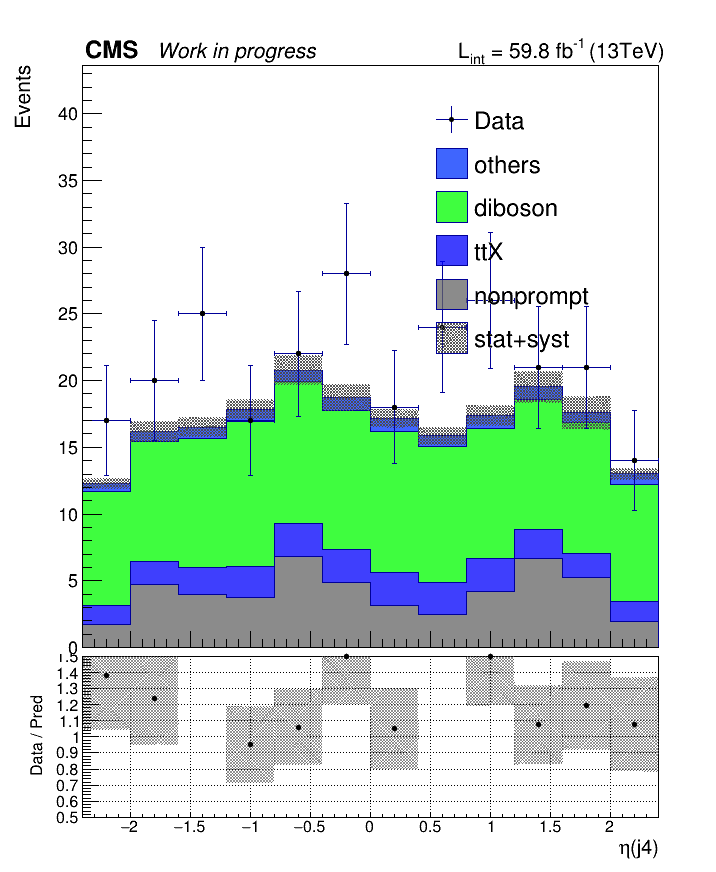 CMS Work in progress L_int = 59.8 fb⁻¹ (13TeV)
Events
40
35
30
25
20
15
10
5
0
Data
others
diboson
ttX
nonprompt
stat+syst
Data / Pred
1.5
1.4
1.3
1.2
1.1
1
0.9
0.8
0.7
0.6
0.5
−2 −1.5 −1 −0.5 0 0.5 1 1.5 2
η(j4)